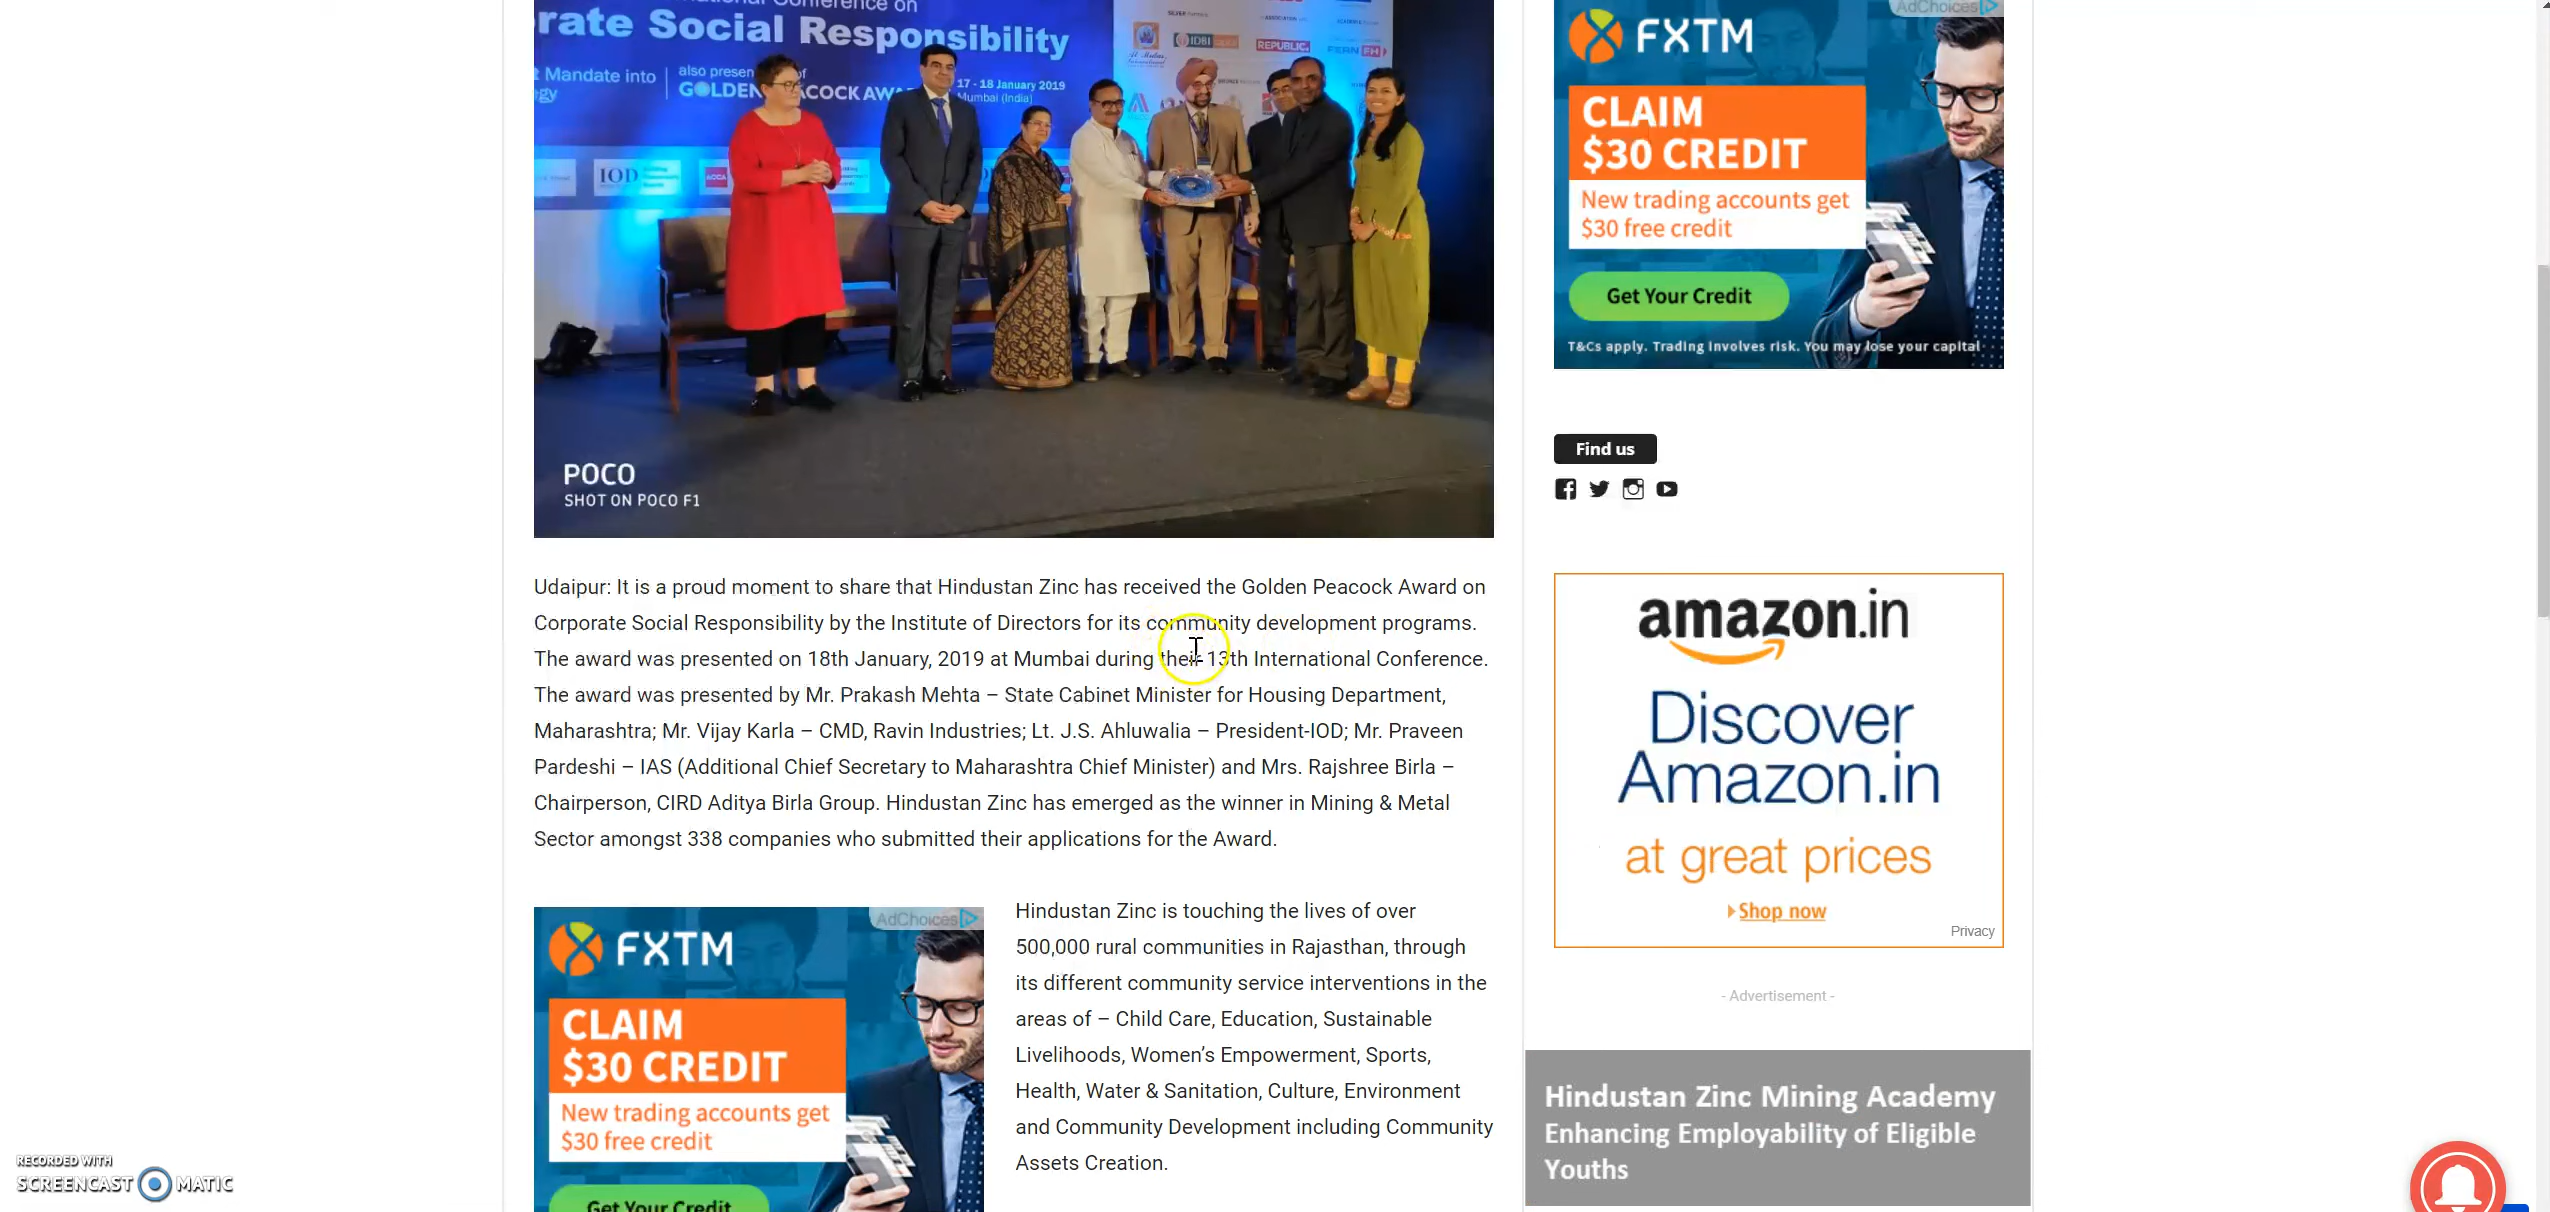 national Conference on
rate Social Responsibility
t Mandate into
egy
also presen of
GOLDEN COCK AW
17 - 18 January 2019
Mumbai (India)
IDBI
REPUBLIC.
FERN FH
IOD
ACCA
POCO
SHOT ON POCO F1
Udaipur: It is a proud moment to share that Hindustan Zinc has received the Golden Peacock Award on
Corporate Social Responsibility by the Institute of Directors for its community development programs.
The award was presented on 18th January, 2019 at Mumbai during their 13th International Conference.
The award was presented by Mr. Prakash Mehta – State Cabinet Minister for Housing Department,
Maharashtra; Mr. Vijay Karla – CMD, Ravin Industries; Lt. J.S. Ahluwalia – President-IOD; Mr. Praveen
Pardeshi – IAS (Additional Chief Secretary to Maharashtra Chief Minister) and Mrs. Rajshree Birla –
Chairperson, CIRD Aditya Birla Group. Hindustan Zinc has emerged as the winner in Mining & Metal
Sector amongst 338 companies who submitted their applications for the Award.
AdChoices
FXTM
CLAIM
$30 CREDIT
New trading accounts get
$30 free credit
Get Your Credit
Hindustan Zinc is touching the lives of over
500,000 rural communities in Rajasthan, through
its different community service interventions in the
areas of – Child Care, Education, Sustainable
Livelihoods, Women's Empowerment, Sports,
Health, Water & Sanitation, Culture, Environment
and Community Development including Community
Assets Creation.
AdChoices
FXTM
CLAIM
$30 CREDIT
New trading accounts get
$30 free credit
Get Your Credit
T&Cs apply. Trading involves risk. You may lose your capital
Find us
amazon.in
Discover
Amazon.in
at great prices
Shop now
Privacy
- Advertisement -
Hindustan Zinc Mining Academy
Enhancing Employability of Eligible
Youths
RECORDED WITH
SCREENCAST MATIC